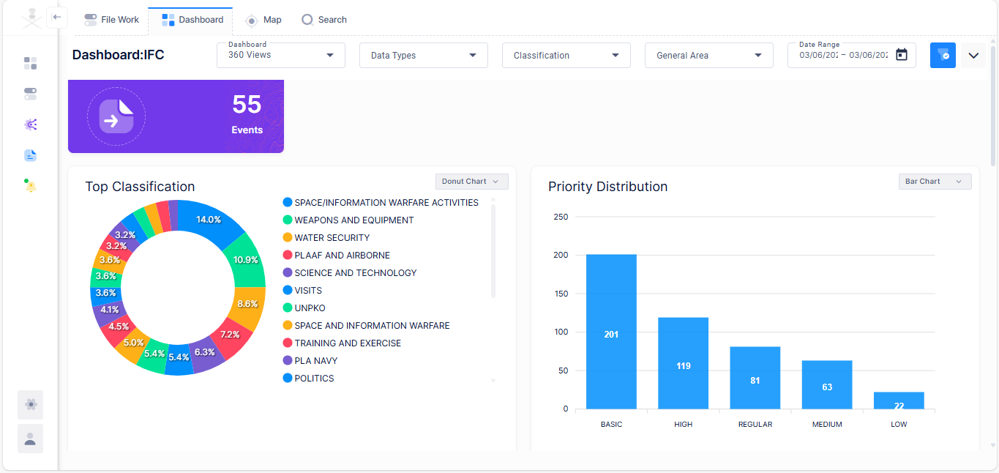 File Work
Dashboard
Map
Search
Dashboard:IFC
Dashboard
360 Views
Data Types
Classification
General Area
Date Range
03/06/202 – 03/06/202
55
Events
Top Classification
Donut Chart
14.0%
10.9%
8.6%
7.2%
6.3%
5.4%
5.4%
5.0%
4.5%
4.1%
3.6%
3.6%
3.6%
3.2%
3.2%
SPACE/INFORMATION WARFARE ACTIVITIES
WEAPONS AND EQUIPMENT
WATER SECURITY
PLAAF AND AIRBORNE
SCIENCE AND TECHNOLOGY
VISITS
UNPKO
SPACE AND INFORMATION WARFARE
TRAINING AND EXERCISE
PLA NAVY
POLITICS
Priority Distribution
Bar Chart
250
200
150
100
50
0
201
119
81
63
22
BASIC
HIGH
REGULAR
MEDIUM
LOW